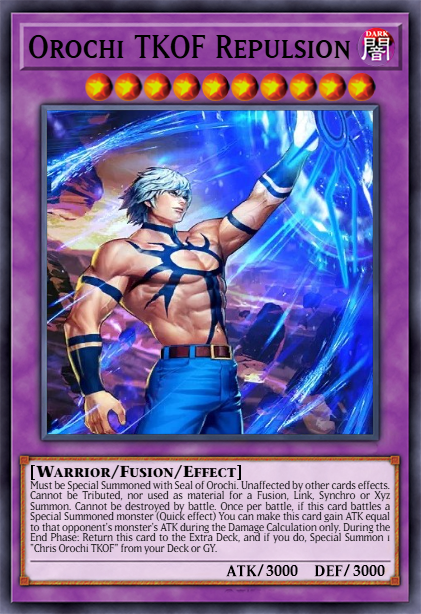 Orochi TKOF Repulsion
DARK
闇
[Warrior/Fusion/Effect]
Must be Special Summoned with Seal of Orochi. Unaffected by other cards effects.
Cannot be Tributed, nor used as material for a Fusion, Link, Synchro or Xyz
Summon. Cannot be destroyed by battle. Once per battle, if this card battles a
Special Summoned monster (Quick effect) You can make this card gain ATK equal
to that opponent's monster's ATK during the Damage Calculation only. During the
End Phase: Return this card to the Extra Deck, and if you do, Special Summon 1
"Chris Orochi TKOF" from your Deck or GY.
ATK/3000 DEF/3000